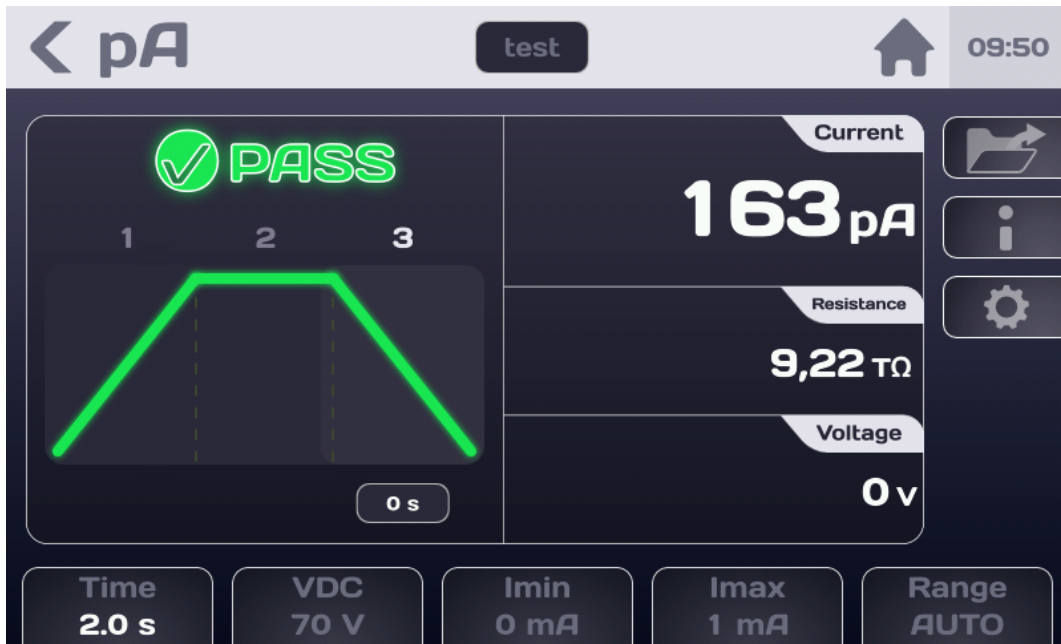 pA
test
09:50
PASS
1 2 3
0 s
Current
163 pA
Resistance
9,22 TΩ
Voltage
0 v
Time
2.0 s
VDC
70 V
Imin
0 mA
Imax
1 mA
Range
AUTO